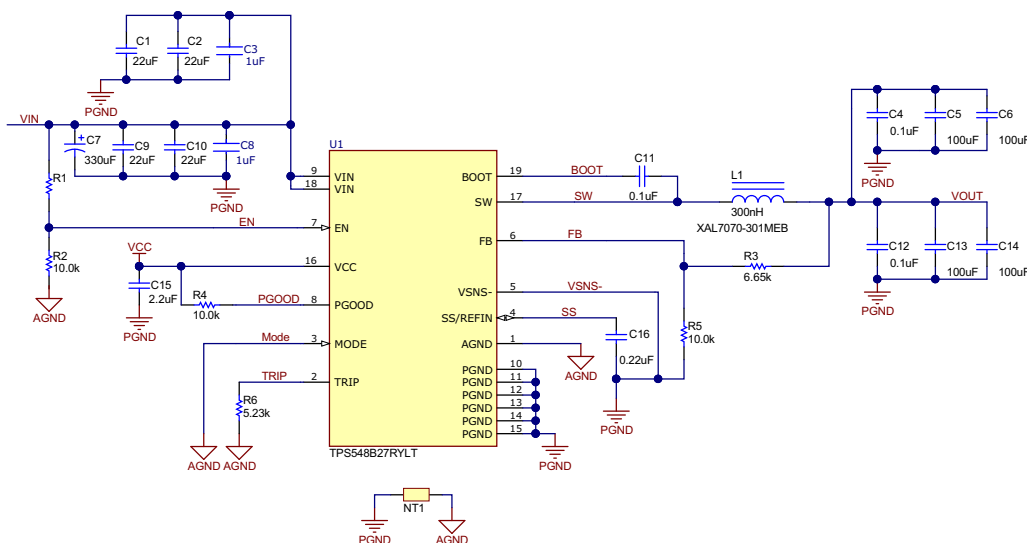 C1
22uF
C2
22uF
C3
1uF
PGND
VIN
C7
330uF
C9
22uF
C10
22uF
C8
1uF
PGND
R1
R2
10.0k
AGND
EN
VCC
C15
2.2uF
PGND
R4
10.0k
PGOOD
Mode
TRIP
R6
5.23k
AGND
AGND
U1
9 VIN
18 VIN
7 EN
16 VCC
8 PGOOD
3 MODE
2 TRIP
BOOT 19
SW 17
FB 6
VSNS- 5
SS/REFIN 4
AGND 1
PGND 10
PGND 11
PGND 12
PGND 13
PGND 14
PGND 15
TPS548B27RYLT
BOOT
C11
0.1uF
SW
L1
300nH
XAL7070-301MEB
FB
R3
6.65k
VSNS-
SS
C16
0.22uF
R5
10.0k
PGND
AGND
PGND
C4
0.1uF
C5
100uF
C6
100uF
PGND
VOUT
C12
0.1uF
C13
100uF
C14
100uF
PGND
NT1
PGND
AGND